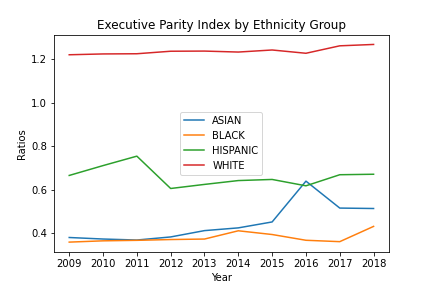 Executive Parity Index by Ethnicity Group
Ratios
1.2
1.0
0.8
0.6
0.4
ASIAN
BLACK
HISPANIC
WHITE
2009 2010 2011 2012 2013 2014 2015 2016 2017 2018
Year